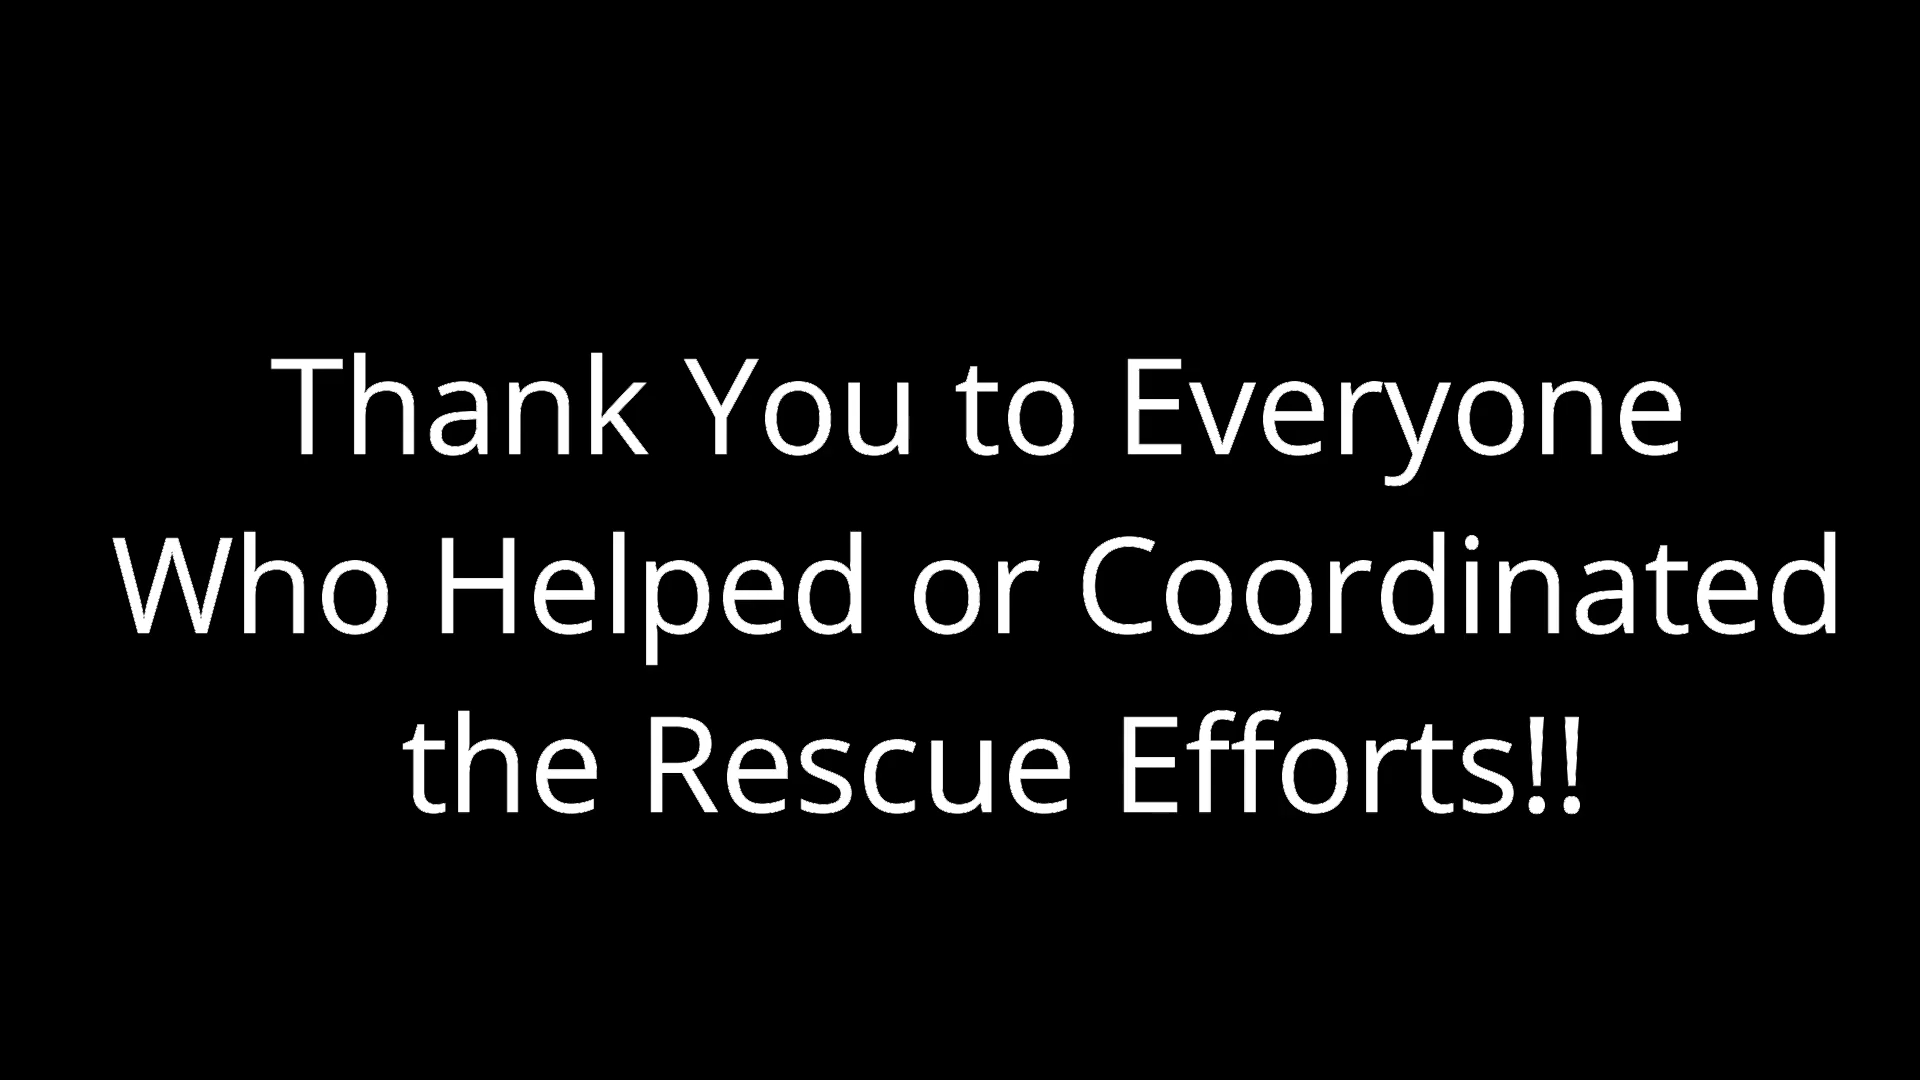 Thank You to Everyone
Who Helped or Coordinated
the Rescue Efforts!!